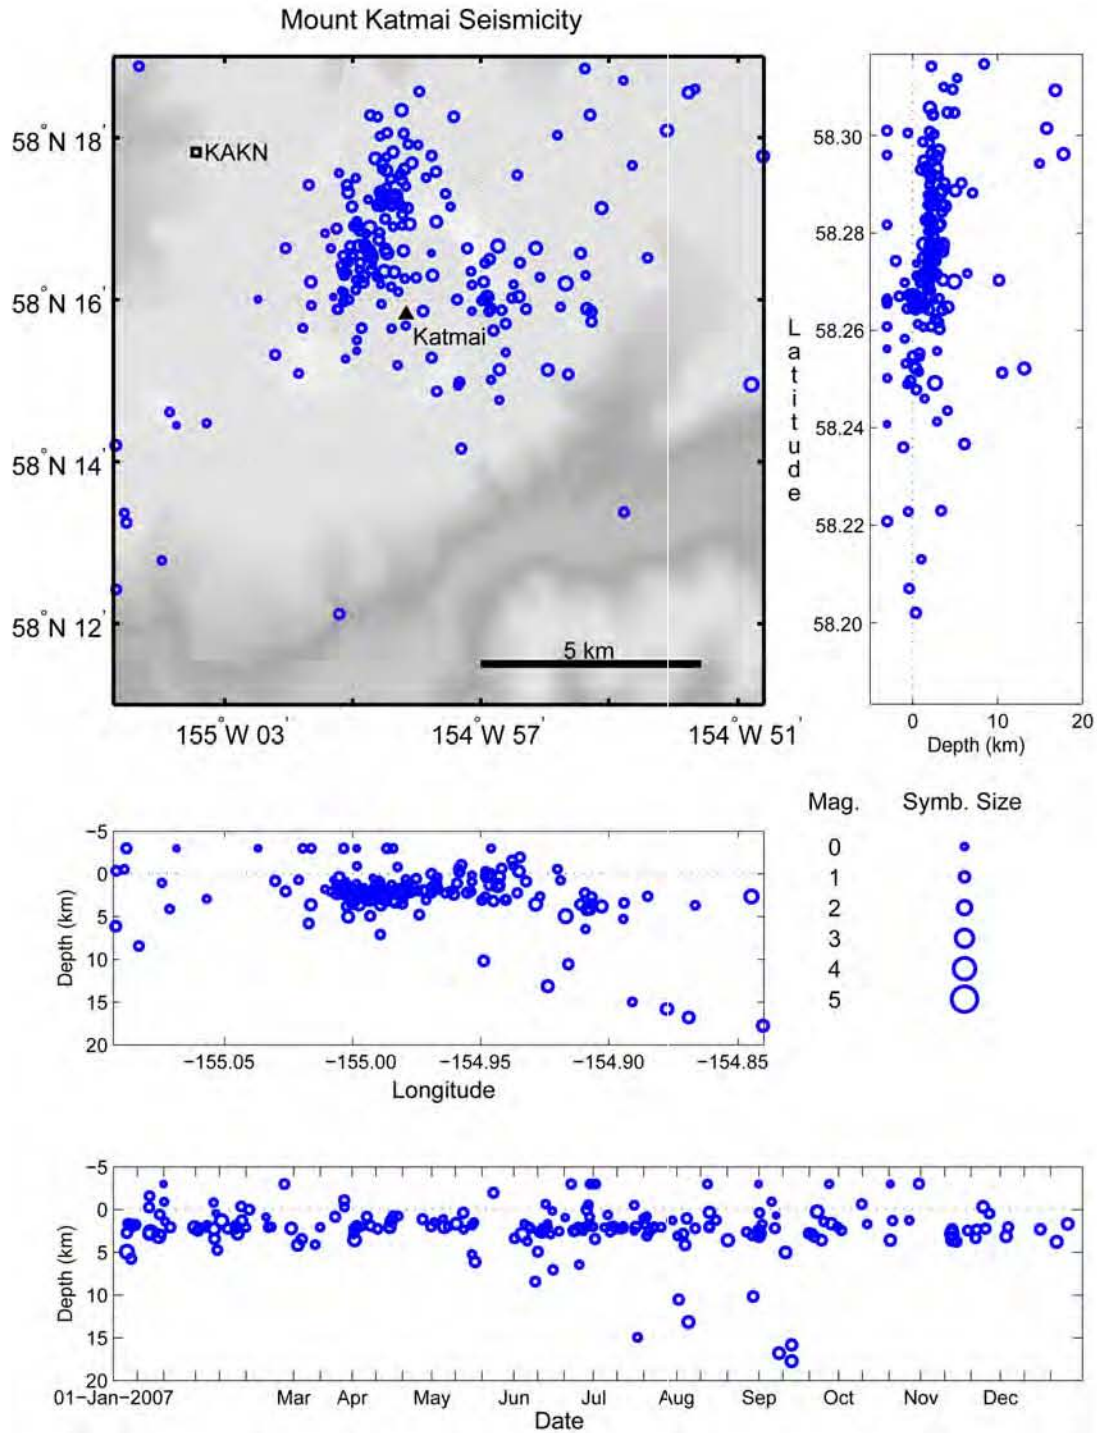 Mount Katmai Seismicity
58°N 18'
58°N 16'
58°N 14'
58°N 12'
KAKN
Katmai
5 km
155°W 03'
154°W 57'
154°W 51'
Latitude
58.30
58.28
58.26
58.24
58.22
58.20
0
10
20
Depth (km)
Mag.
Symb. Size
0
1
2
3
4
5
−5
0
5
10
15
20
Depth (km)
−155.05
−155.00
−154.95
−154.90
−154.85
Longitude
−5
0
5
10
15
20
Depth (km)
01−Jan−2007
Mar
Apr
May
Jun
Jul
Aug
Sep
Oct
Nov
Dec
Date